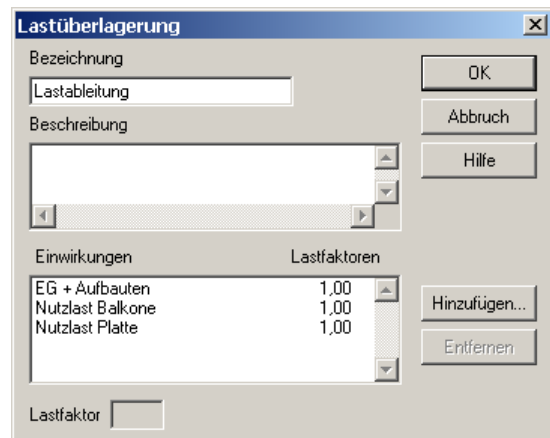 Lastüberlagerung
Bezeichnung
Lastableitung
Beschreibung
OK
Abbruch
Hilfe
Einwirkungen Lastfaktoren
EG + Aufbauten 1,00
Nutzlast Balkone 1,00
Nutzlast Platte 1,00
Hinzufügen...
Entfernen
Lastfaktor